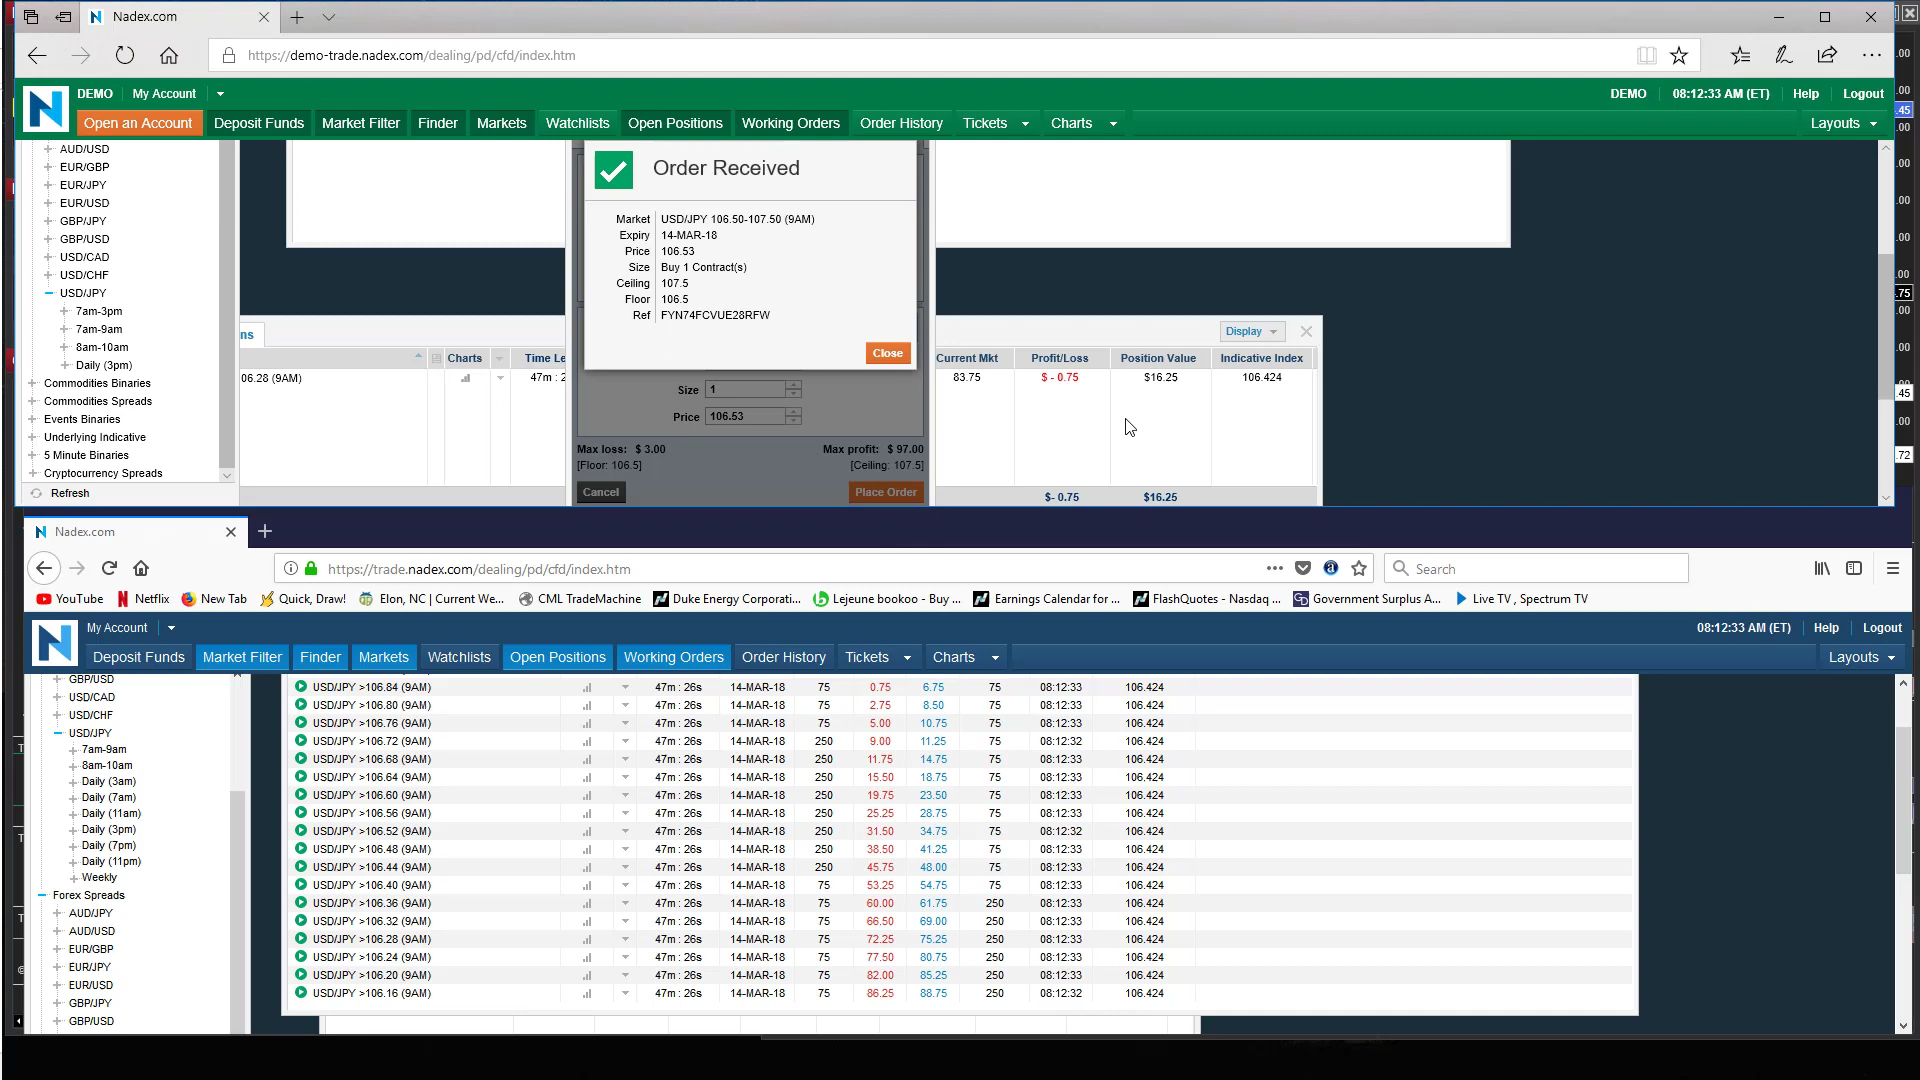 Nadex.com
https://demo-trade.nadex.com/dealing/pd/cfd/index.htm
DEMO My Account DEMO 08:12:33 AM (ET) Help Logout
Open an Account Deposit Funds Market Filter Finder Markets Watchlists Open Positions Working Orders Order History Tickets Charts Layouts
AUD/USD
EUR/GBP
EUR/JPY
EUR/USD
GBP/JPY
GBP/USD
USD/CAD
USD/CHF
USD/JPY
7am-3pm
7am-9am
8am-10am
Daily (3pm)
Commodities Binaries
Commodities Spreads
Events Binaries
Underlying Indicative
5 Minute Binaries
Cryptocurrency Spreads
Refresh
Order Received
Market USD/JPY 106.50-107.50 (9AM)
Expiry 14-MAR-18
Price 106.53
Size Buy 1 Contract(s)
Ceiling 107.5
Floor 106.5
Ref FYN74FCVUE28RFW
Close
Size 1
Price 106.53
Max loss: $ 3.00 Max profit: $ 97.00
[Floor: 106.5] [Ceiling: 107.5]
Cancel Place Order
ns Display
Charts Time Le Current Mkt Profit/Loss Position Value Indicative Index
06.28 (9AM) 47m : 2 83.75 $ - 0.75 $16.25 106.424
$- 0.75 $16.25
.00
.45
.00
.00
.00
.75
.00
.45
.00
.72
Nadex.com
https://trade.nadex.com/dealing/pd/cfd/index.htm Search
YouTube Netflix New Tab Quick, Draw! Elon, NC | Current We... CML TradeMachine Duke Energy Corporati... Lejeune bookoo - Buy ... Earnings Calendar for ... FlashQuotes - Nasdaq ... Government Surplus A... Live TV , Spectrum TV
My Account 08:12:33 AM (ET) Help Logout
Deposit Funds Market Filter Finder Markets Watchlists Open Positions Working Orders Order History Tickets Charts Layouts
GBP/USD
USD/CAD
USD/CHF
USD/JPY
7am-9am
8am-10am
Daily (3am)
Daily (7am)
Daily (11am)
Daily (3pm)
Daily (7pm)
Daily (11pm)
Weekly
Forex Spreads
AUD/JPY
AUD/USD
EUR/GBP
EUR/JPY
EUR/USD
GBP/JPY
GBP/USD
USD/JPY >106.84 (9AM) 47m : 26s 14-MAR-18 75 0.75 6.75 75 08:12:33 106.424
USD/JPY >106.80 (9AM) 47m : 26s 14-MAR-18 75 2.75 8.50 75 08:12:33 106.424
USD/JPY >106.76 (9AM) 47m : 26s 14-MAR-18 75 5.00 10.75 75 08:12:33 106.424
USD/JPY >106.72 (9AM) 47m : 26s 14-MAR-18 250 9.00 11.25 75 08:12:32 106.424
USD/JPY >106.68 (9AM) 47m : 26s 14-MAR-18 250 11.75 14.75 75 08:12:33 106.424
USD/JPY >106.64 (9AM) 47m : 26s 14-MAR-18 250 15.50 18.75 75 08:12:33 106.424
USD/JPY >106.60 (9AM) 47m : 26s 14-MAR-18 250 19.75 23.50 75 08:12:33 106.424
USD/JPY >106.56 (9AM) 47m : 26s 14-MAR-18 250 25.25 28.75 75 08:12:33 106.424
USD/JPY >106.52 (9AM) 47m : 26s 14-MAR-18 250 31.50 34.75 75 08:12:32 106.424
USD/JPY >106.48 (9AM) 47m : 26s 14-MAR-18 250 38.50 41.25 75 08:12:33 106.424
USD/JPY >106.44 (9AM) 47m : 26s 14-MAR-18 250 45.75 48.00 75 08:12:33 106.424
USD/JPY >106.40 (9AM) 47m : 26s 14-MAR-18 75 53.25 54.75 75 08:12:33 106.424
USD/JPY >106.36 (9AM) 47m : 26s 14-MAR-18 75 60.00 61.75 250 08:12:33 106.424
USD/JPY >106.32 (9AM) 47m : 26s 14-MAR-18 75 66.50 69.00 250 08:12:33 106.424
USD/JPY >106.28 (9AM) 47m : 26s 14-MAR-18 75 72.25 75.25 250 08:12:33 106.424
USD/JPY >106.24 (9AM) 47m : 26s 14-MAR-18 75 77.50 80.75 250 08:12:33 106.424
USD/JPY >106.20 (9AM) 47m : 26s 14-MAR-18 75 82.00 85.25 250 08:12:33 106.424
USD/JPY >106.16 (9AM) 47m : 26s 14-MAR-18 75 86.25 88.75 250 08:12:32 106.424